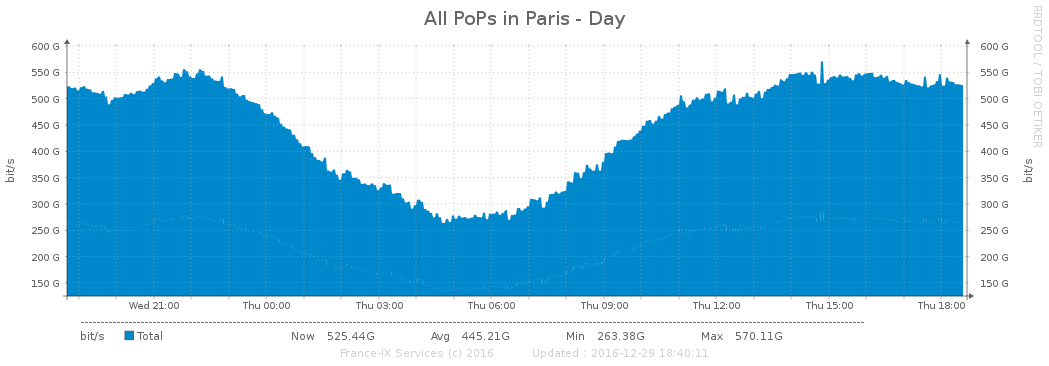 All PoPs in Paris - Day
RRDTOOL / TOBI OETIKER
600 G 600 G
550 G 550 G
500 G 500 G
450 G 450 G
400 G 400 G
350 G 350 G
300 G 300 G
250 G 250 G
200 G 200 G
150 G 150 G
bit/s bit/s
Wed 21:00 Thu 00:00 Thu 03:00 Thu 06:00 Thu 09:00 Thu 12:00 Thu 15:00 Thu 18:00
bit/s Total Now 525.44G Avg 445.21G Min 263.38G Max 570.11G
France-IX Services (c) 2016 Updated : 2016-12-29 18:40:11